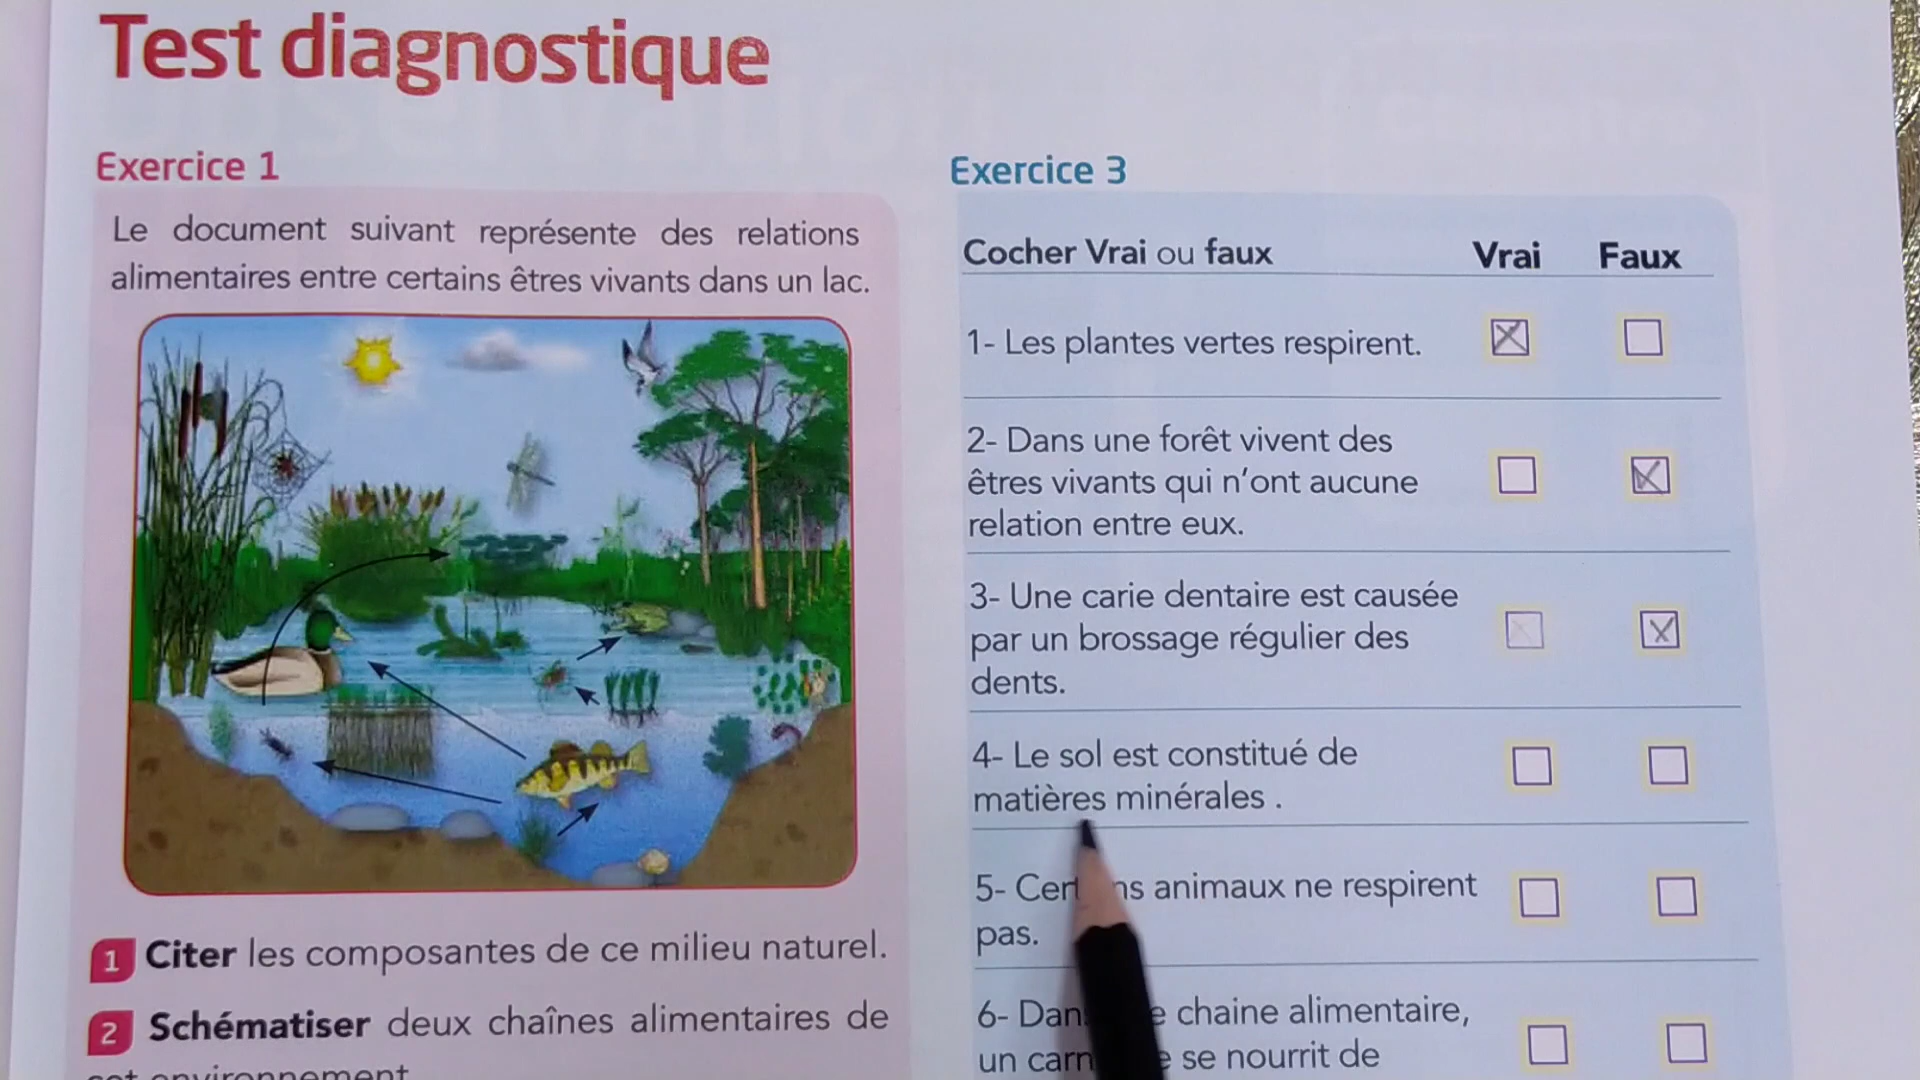 Test diagnostique
Exercice 1
Le document suivant représente des relations
alimentaires entre certains êtres vivants dans un lac.
1 Citer les composantes de ce milieu naturel.
2 Schématiser deux chaînes alimentaires de
cet environnement
Exercice 3
Cocher Vrai ou faux Vrai Faux
1- Les plantes vertes respirent.
2- Dans une forêt vivent des
êtres vivants qui n'ont aucune
relation entre eux.
3- Une carie dentaire est causée
par un brossage régulier des
dents.
4- Le sol est constitué de
matières minérales .
5- animaux ne respirent
pas.
6- chaine alimentaire,
un se nourrit de